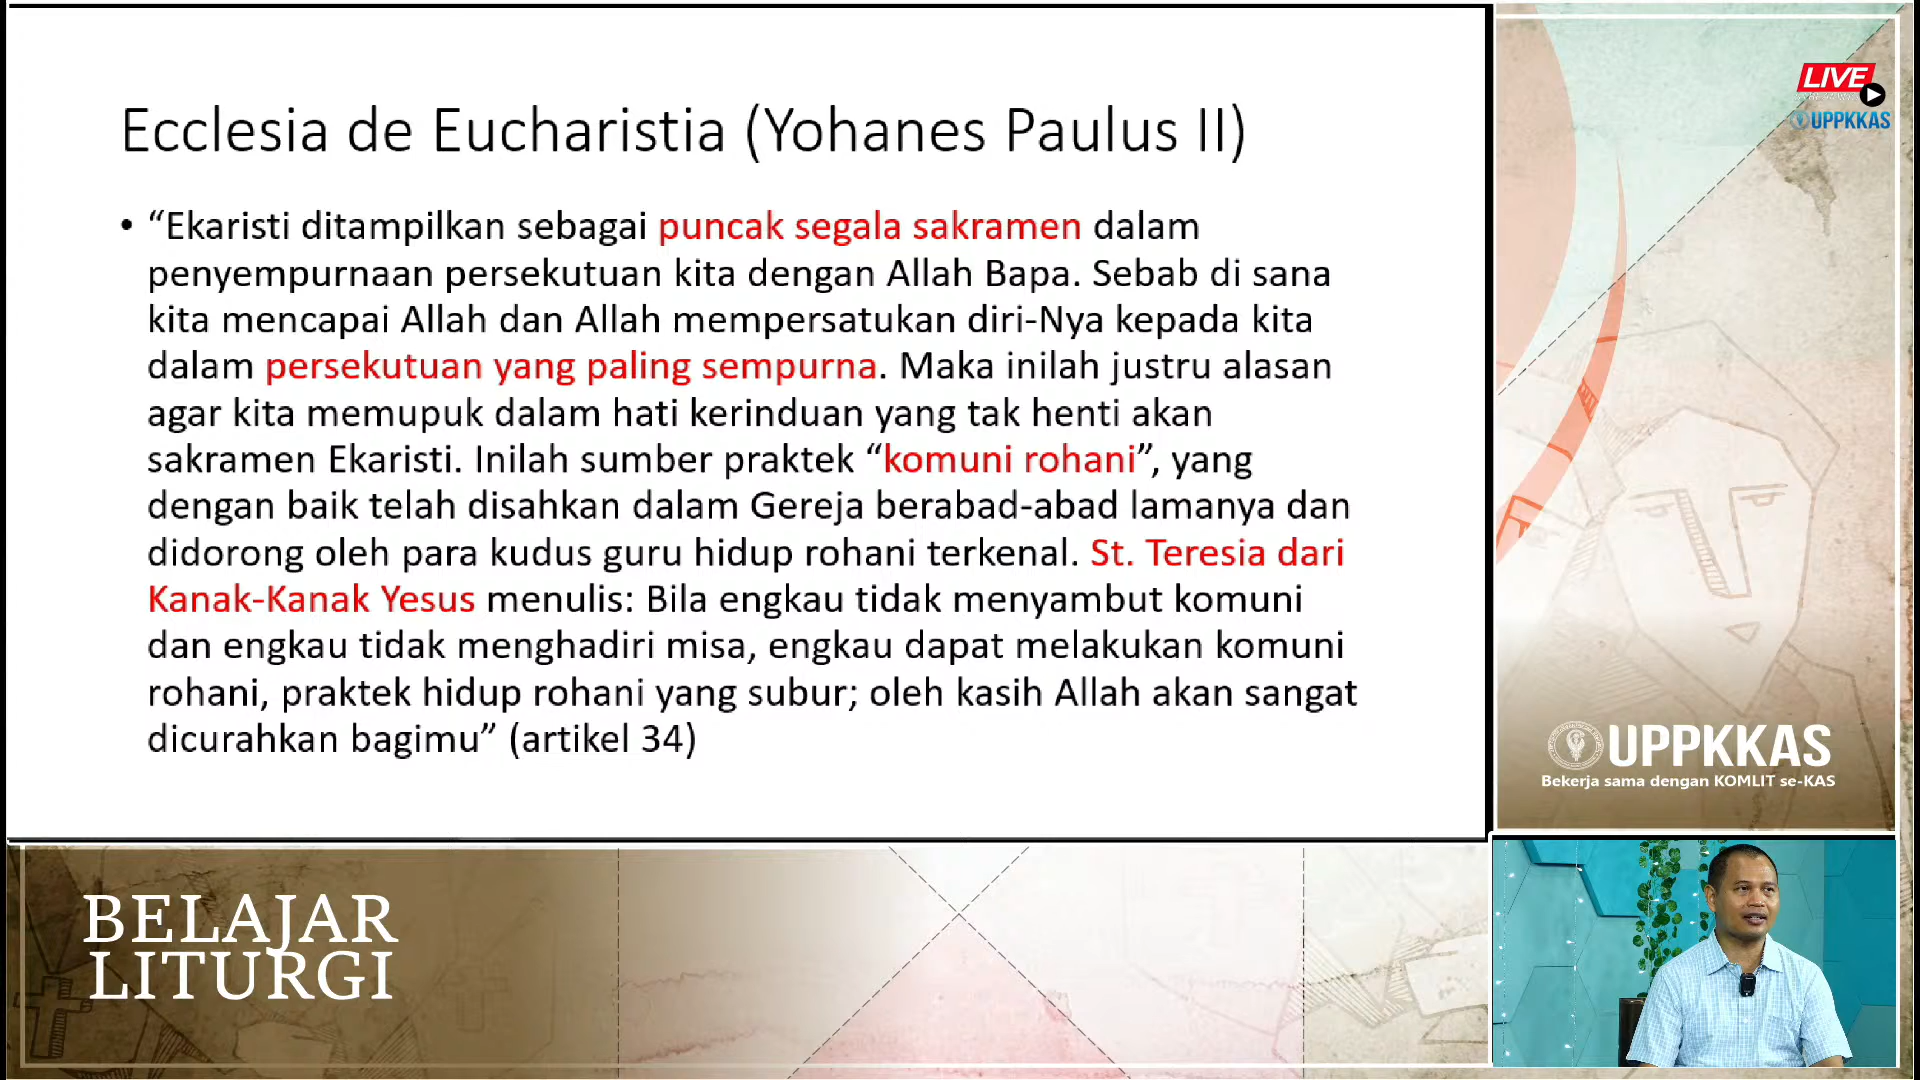 Ecclesia de Eucharistia (Yohanes Paulus II)
• “Ekaristi ditampilkan sebagai puncak segala sakramen dalam
penyempurnaan persekutuan kita dengan Allah Bapa. Sebab di sana
kita mencapai Allah dan Allah mempersatukan diri-Nya kepada kita
dalam persekutuan yang paling sempurna. Maka inilah justru alasan
agar kita memupuk dalam hati kerinduan yang tak henti akan
sakramen Ekaristi. Inilah sumber praktek “komuni rohani”, yang
dengan baik telah disahkan dalam Gereja berabad-abad lamanya dan
didorong oleh para kudus guru hidup rohani terkenal. St. Teresia dari
Kanak-Kanak Yesus menulis: Bila engkau tidak menyambut komuni
dan engkau tidak menghadiri misa, engkau dapat melakukan komuni
rohani, praktek hidup rohani yang subur; oleh kasih Allah akan sangat
dicurahkan bagimu” (artikel 34)
LIVE
UPPKKAS
UPPKKAS
Bekerja sama dengan KOMLIT se-KAS
BELAJAR
LITURGI